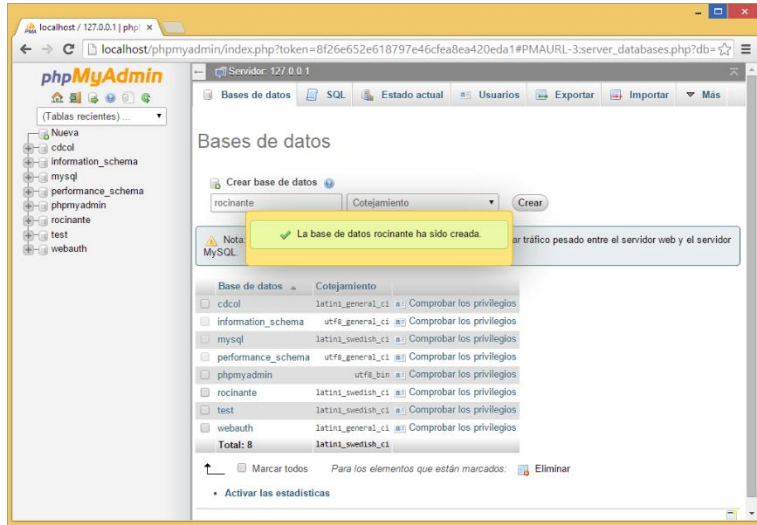 localhost / 127.0.0.1 | php
localhost/phpmyadmin/index.php?token=8f26e652e618797e46cfea8ea420eda1#PMAURL-3:server_databases.php?db=
phpMyAdmin
(Tablas recientes) ...
Nueva
cdcol
information_schema
mysql
performance_schema
phpmyadmin
rocinante
test
webauth
Servidor: 127.0.0.1
Bases de datos SQL Estado actual Usuarios Exportar Importar Más
Bases de datos
Crear base de datos
rocinante Cotejamiento Crear
La base de datos rocinante ha sido creada.
Nota: ar tráfico pesado entre el servidor web y el servidor
MySQL.
Base de datos Cotejamiento
cdcol latin1_general_ci Comprobar los privilegios
information_schema utf8_general_ci Comprobar los privilegios
mysql latin1_swedish_ci Comprobar los privilegios
performance_schema utf8_general_ci Comprobar los privilegios
phpmyadmin utf8_bin Comprobar los privilegios
rocinante latin1_swedish_ci Comprobar los privilegios
test latin1_swedish_ci Comprobar los privilegios
webauth latin1_general_ci Comprobar los privilegios
Total: 8 latin1_swedish_ci
Marcar todos Para los elementos que están marcados: Eliminar
Activar las estadísticas